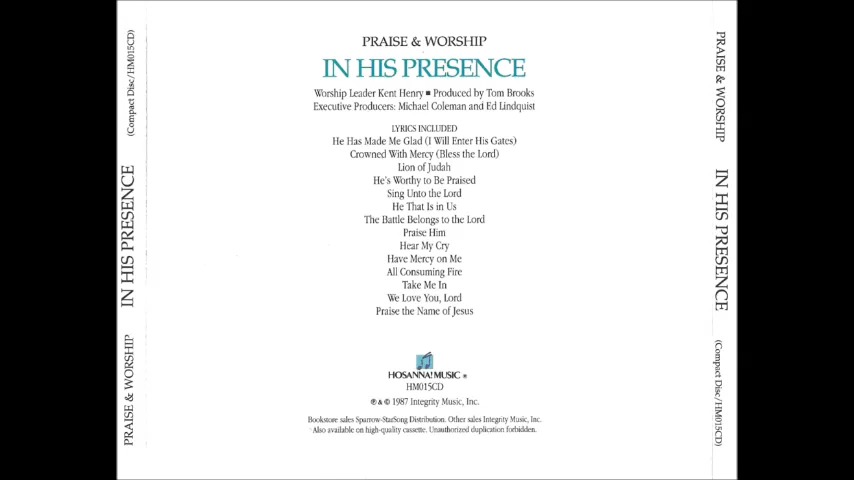 PRAISE & WORSHIP
IN HIS PRESENCE
Worship Leader Kent Henry ■ Produced by Tom Brooks
Executive Producers: Michael Coleman and Ed Lindquist
LYRICS INCLUDED
He Has Made Me Glad (I Will Enter His Gates)
Crowned With Mercy (Bless the Lord)
Lion of Judah
He's Worthy to Be Praised
Sing Unto the Lord
He That Is in Us
The Battle Belongs to the Lord
Praise Him
Hear My Cry
Have Mercy on Me
All Consuming Fire
Take Me In
We Love You, Lord
Praise the Name of Jesus
HOSANNA! MUSIC ®
HM015CD
℗ & © 1987 Integrity Music, Inc.
Bookstore sales Sparrow-StarSong Distribution. Other sales Integrity Music, Inc.
Also available on high-quality cassette. Unauthorized duplication forbidden.
PRAISE & WORSHIP IN HIS PRESENCE (Compact Disc/HM015CD)
PRAISE & WORSHIP IN HIS PRESENCE (Compact Disc/HM015CD)